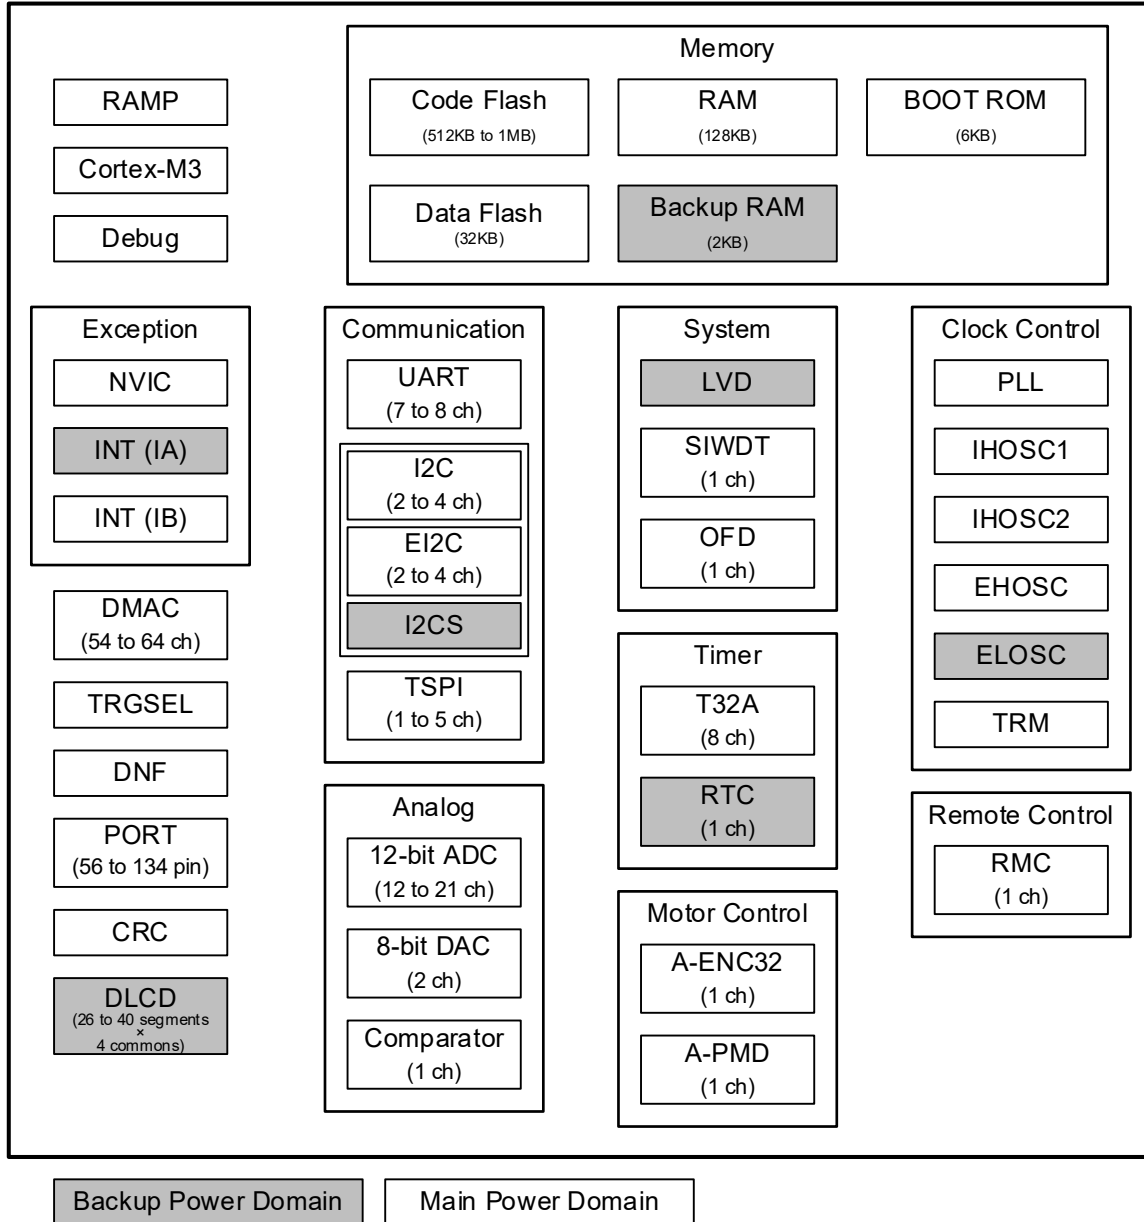 RAMP
Cortex-M3
Debug
Memory
Code Flash
(512KB to 1MB)
RAM
(128KB)
BOOT ROM
(6KB)
Data Flash
(32KB)
Backup RAM
(2KB)
Exception
NVIC
INT (IA)
INT (IB)
DMAC
(54 to 64 ch)
TRGSEL
DNF
PORT
(56 to 134 pin)
CRC
DLCD
(26 to 40 segments
×
4 commons)
Communication
UART
(7 to 8 ch)
I2C
(2 to 4 ch)
EI2C
(2 to 4 ch)
I2CS
TSPI
(1 to 5 ch)
Analog
12-bit ADC
(12 to 21 ch)
8-bit DAC
(2 ch)
Comparator
(1 ch)
System
LVD
SIWDT
(1 ch)
OFD
(1 ch)
Timer
T32A
(8 ch)
RTC
(1 ch)
Motor Control
A-ENC32
(1 ch)
A-PMD
(1 ch)
Clock Control
PLL
IHOSC1
IHOSC2
EHOSC
ELOSC
TRM
Remote Control
RMC
(1 ch)
Backup Power Domain
Main Power Domain